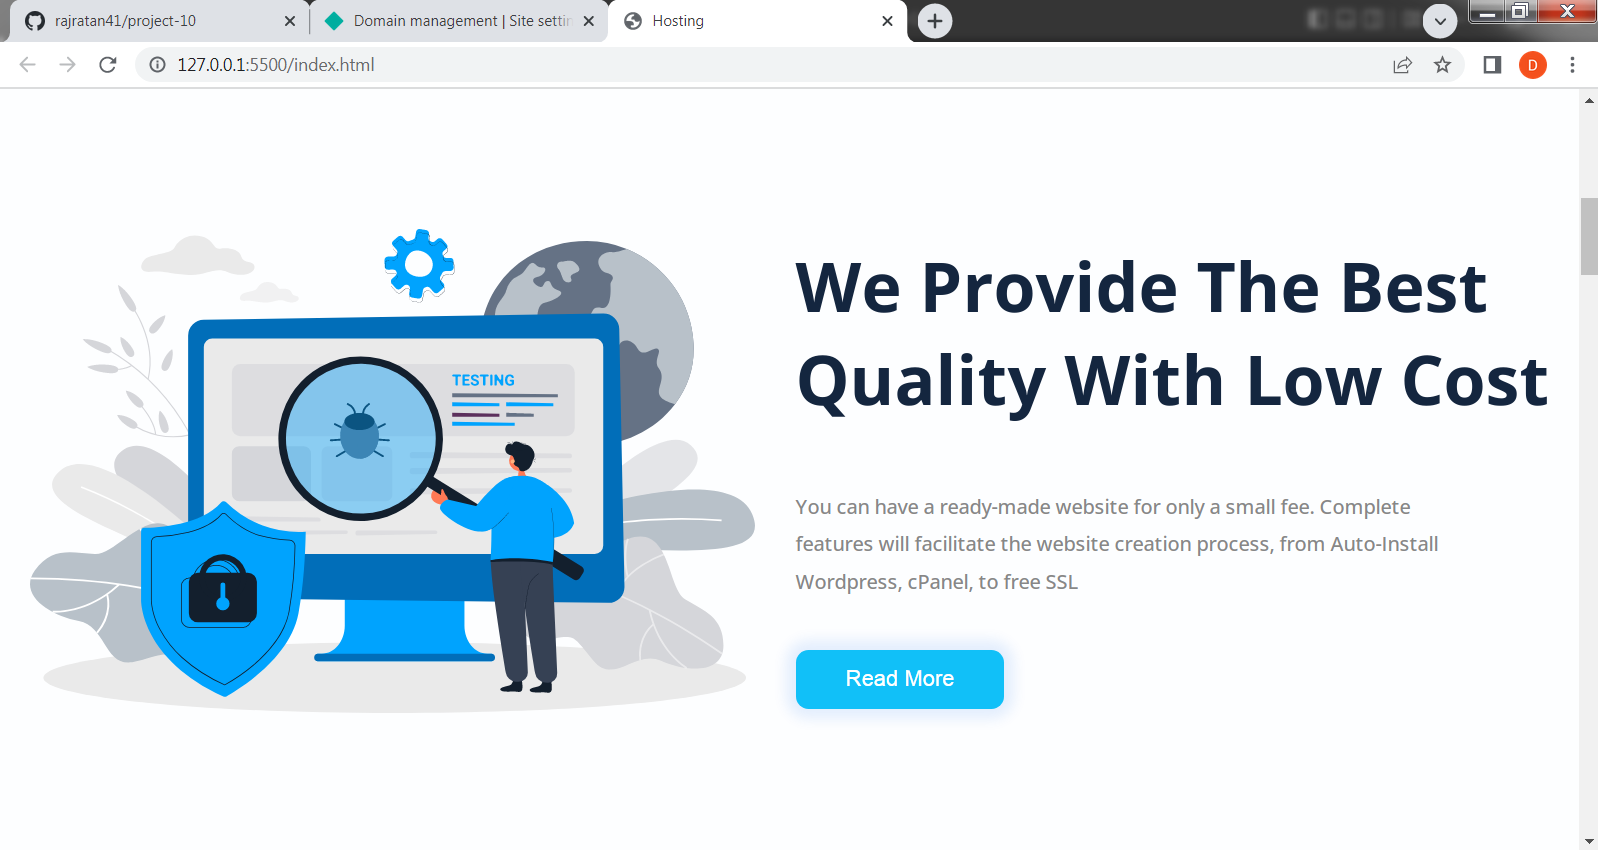 rajratan41/project-10
Domain management | Site settin
Hosting
127.0.0.1:5500/index.html
D
We Provide The Best
Quality With Low Cost
TESTING
You can have a ready-made website for only a small fee. Complete
features will facilitate the website creation process, from Auto-Install
Wordpress, cPanel, to free SSL
Read More